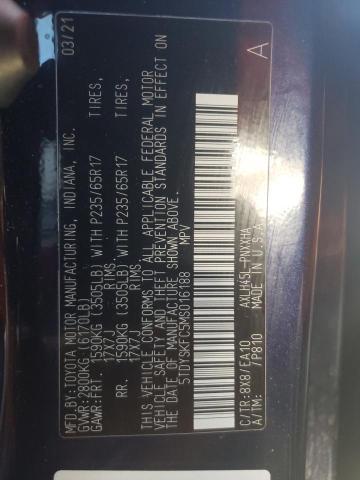 MFD. BY: TOYOTA MOTOR MANUFACTURING, INDIANA, INC. 03/21
GVWR: 2800KG (6170LB)
GAWR: FRT. 1590KG (3505LB) WITH P235/65R17 TIRES,
17X7J RIMS,
RR. 1590KG (3505LB) WITH P235/65R17 TIRES,
17X7J RIMS
THIS VEHICLE CONFORMS TO ALL APPLICABLE FEDERAL MOTOR
VEHICLE SAFETY AND THEFT PREVENTION STANDARDS IN EFFECT ON
THE DATE OF MANUFACTURE SHOWN ABOVE.
5TDYSKFC5MS016188 MPV
C/TR: 8X8/EA10 AXLH45L-PNXXHA A
A/TM: /P810 MADE IN U.S.A.